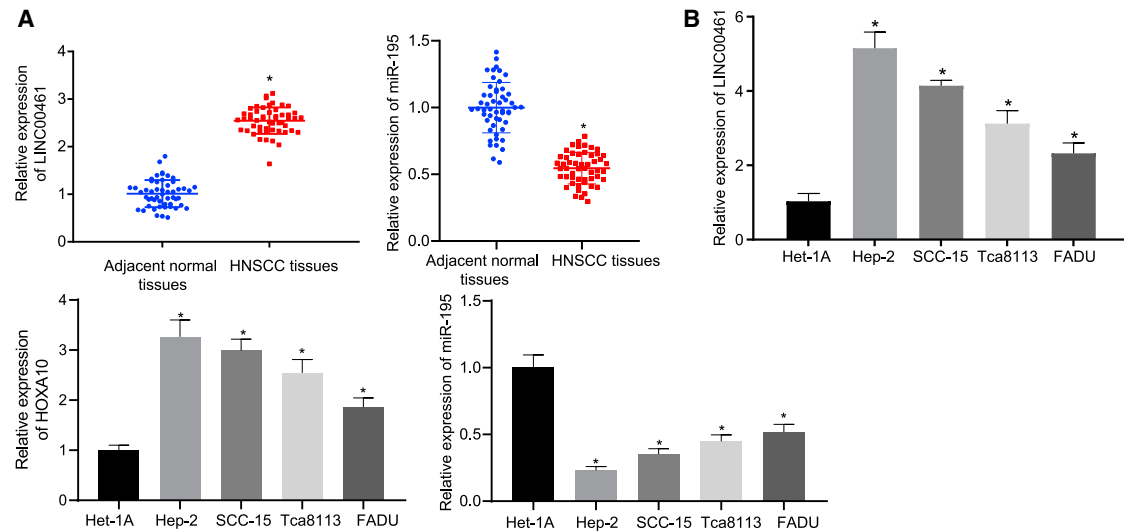 A
Relative expression
of LINC00461
4
3
2
1
0
*
Adjacent normal
tissues
HNSCC tissues
Relative expression of miR-195
1.5
1.0
0.5
0.0
*
Adjacent normal
tissues
HNSCC tissues
B
Relative expression of LINC00461
6
4
2
0
*
*
*
*
Het-1A
Hep-2
SCC-15
Tca8113
FADU
Relative expression
of HOXA10
4
3
2
1
0
*
*
*
*
Het-1A
Hep-2
SCC-15
Tca8113
FADU
Relative expression of miR-195
1.5
1.0
0.5
0.0
*
*
*
*
Het-1A
Hep-2
SCC-15
Tca8113
FADU